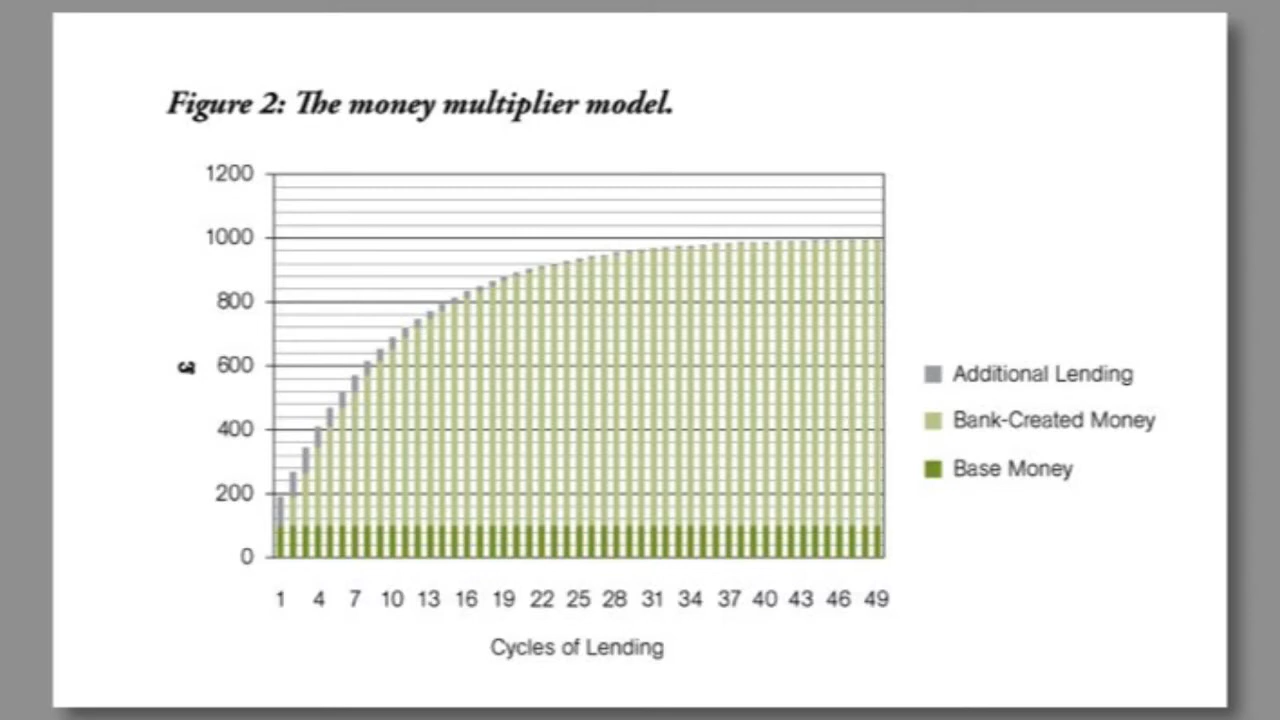 Figure 2: The money multiplier model.
1200
1000
800
600
400
200
0
£
1 4 7 10 13 16 19 22 25 28 31 34 37 40 43 46 49
Cycles of Lending
Additional Lending
Bank-Created Money
Base Money